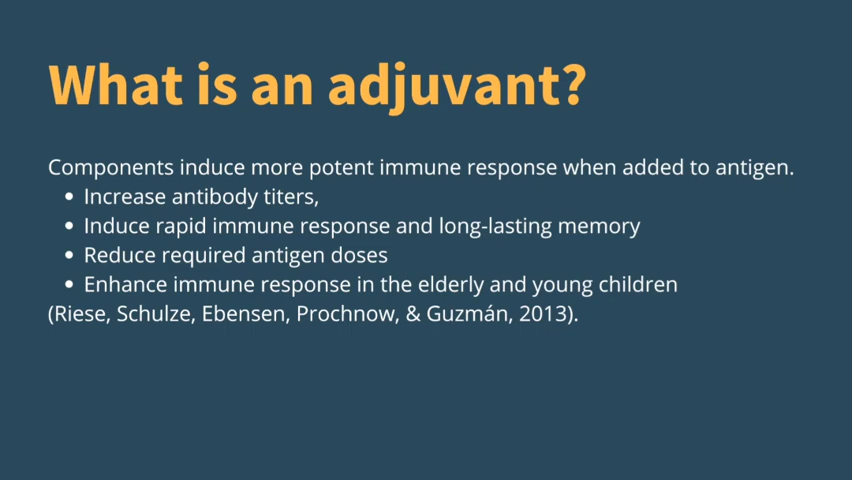 What is an adjuvant?
Components induce more potent immune response when added to antigen.
• Increase antibody titers,
• Induce rapid immune response and long-lasting memory
• Reduce required antigen doses
• Enhance immune response in the elderly and young children
(Riese, Schulze, Ebensen, Prochnow, & Guzmán, 2013).